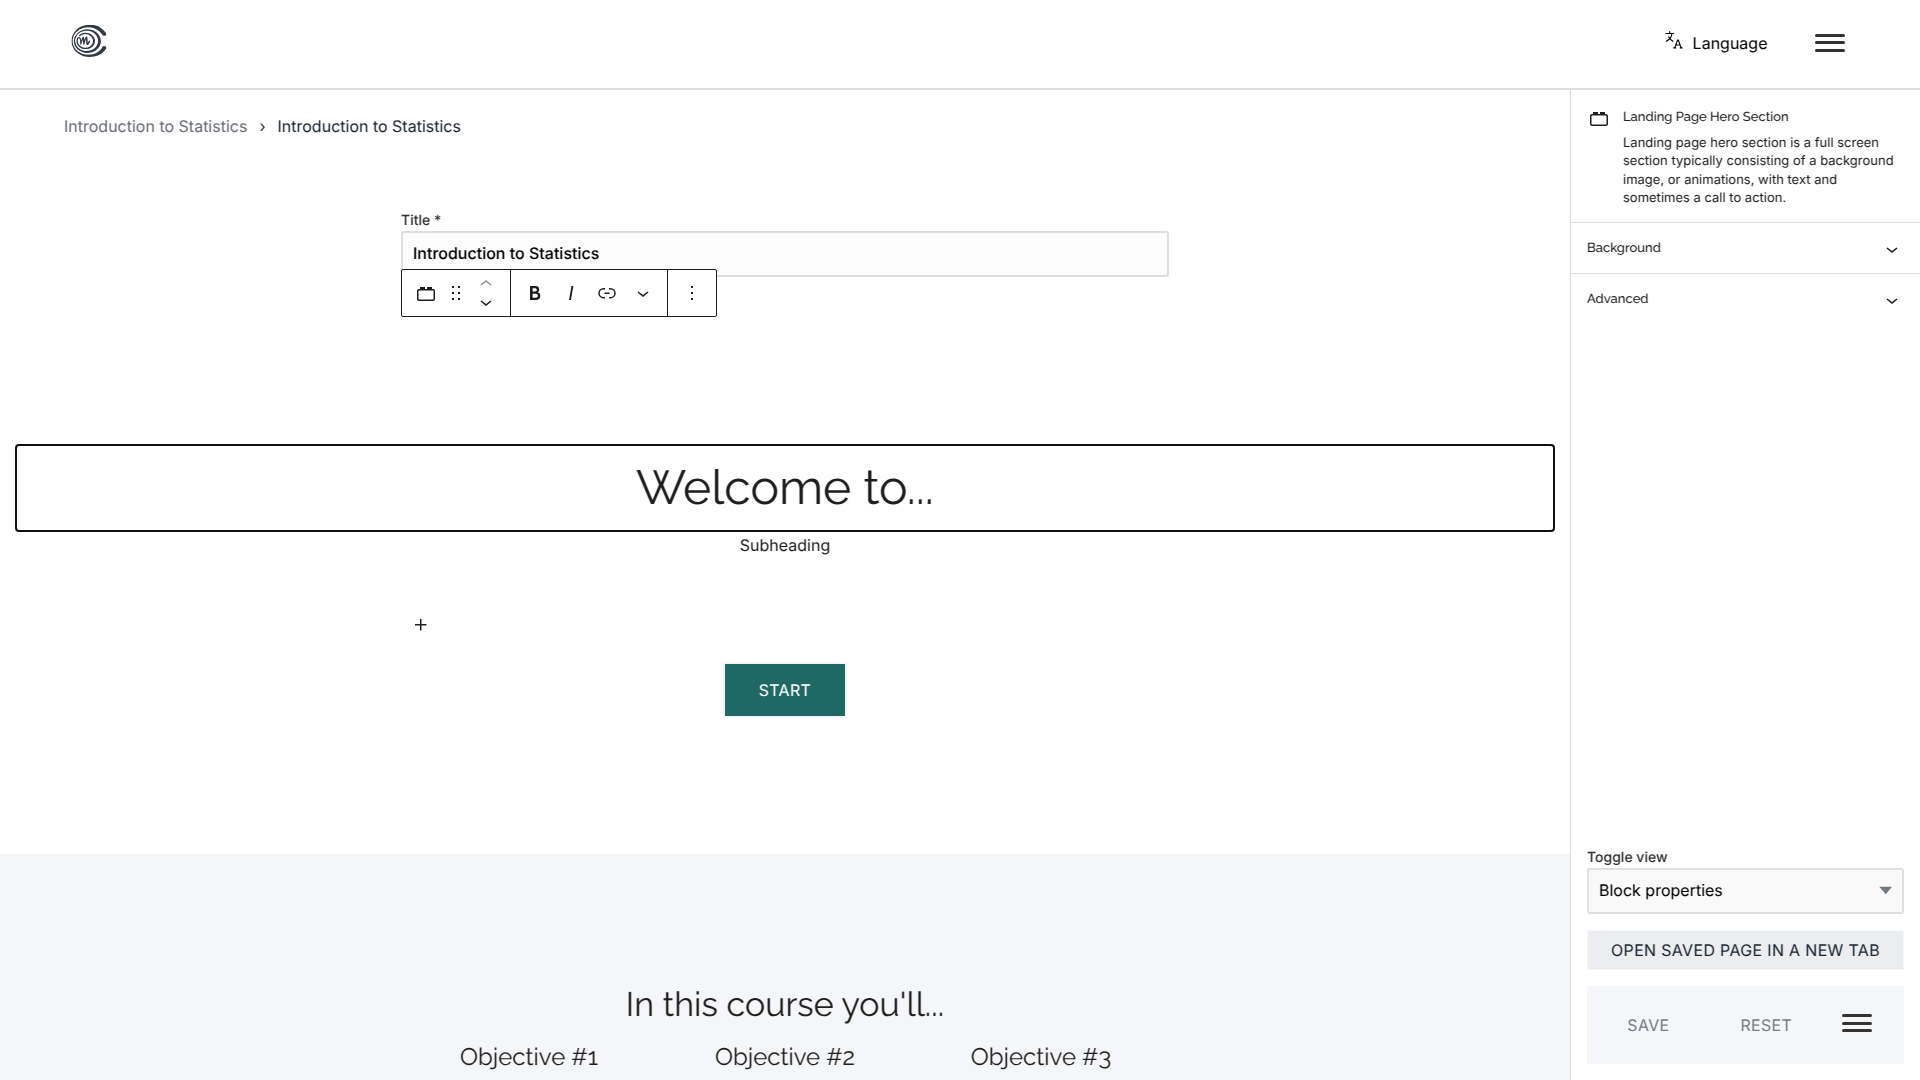 Language
Introduction to Statistics › Introduction to Statistics
Title *
Introduction to Statistics
B I
Welcome to...
Subheading
+
START
In this course you'll...
Objective #1 Objective #2 Objective #3
Landing Page Hero Section
Landing page hero section is a full screen
section typically consisting of a background
image, or animations, with text and
sometimes a call to action.
Background
Advanced
Toggle view
Block properties
OPEN SAVED PAGE IN A NEW TAB
SAVE RESET